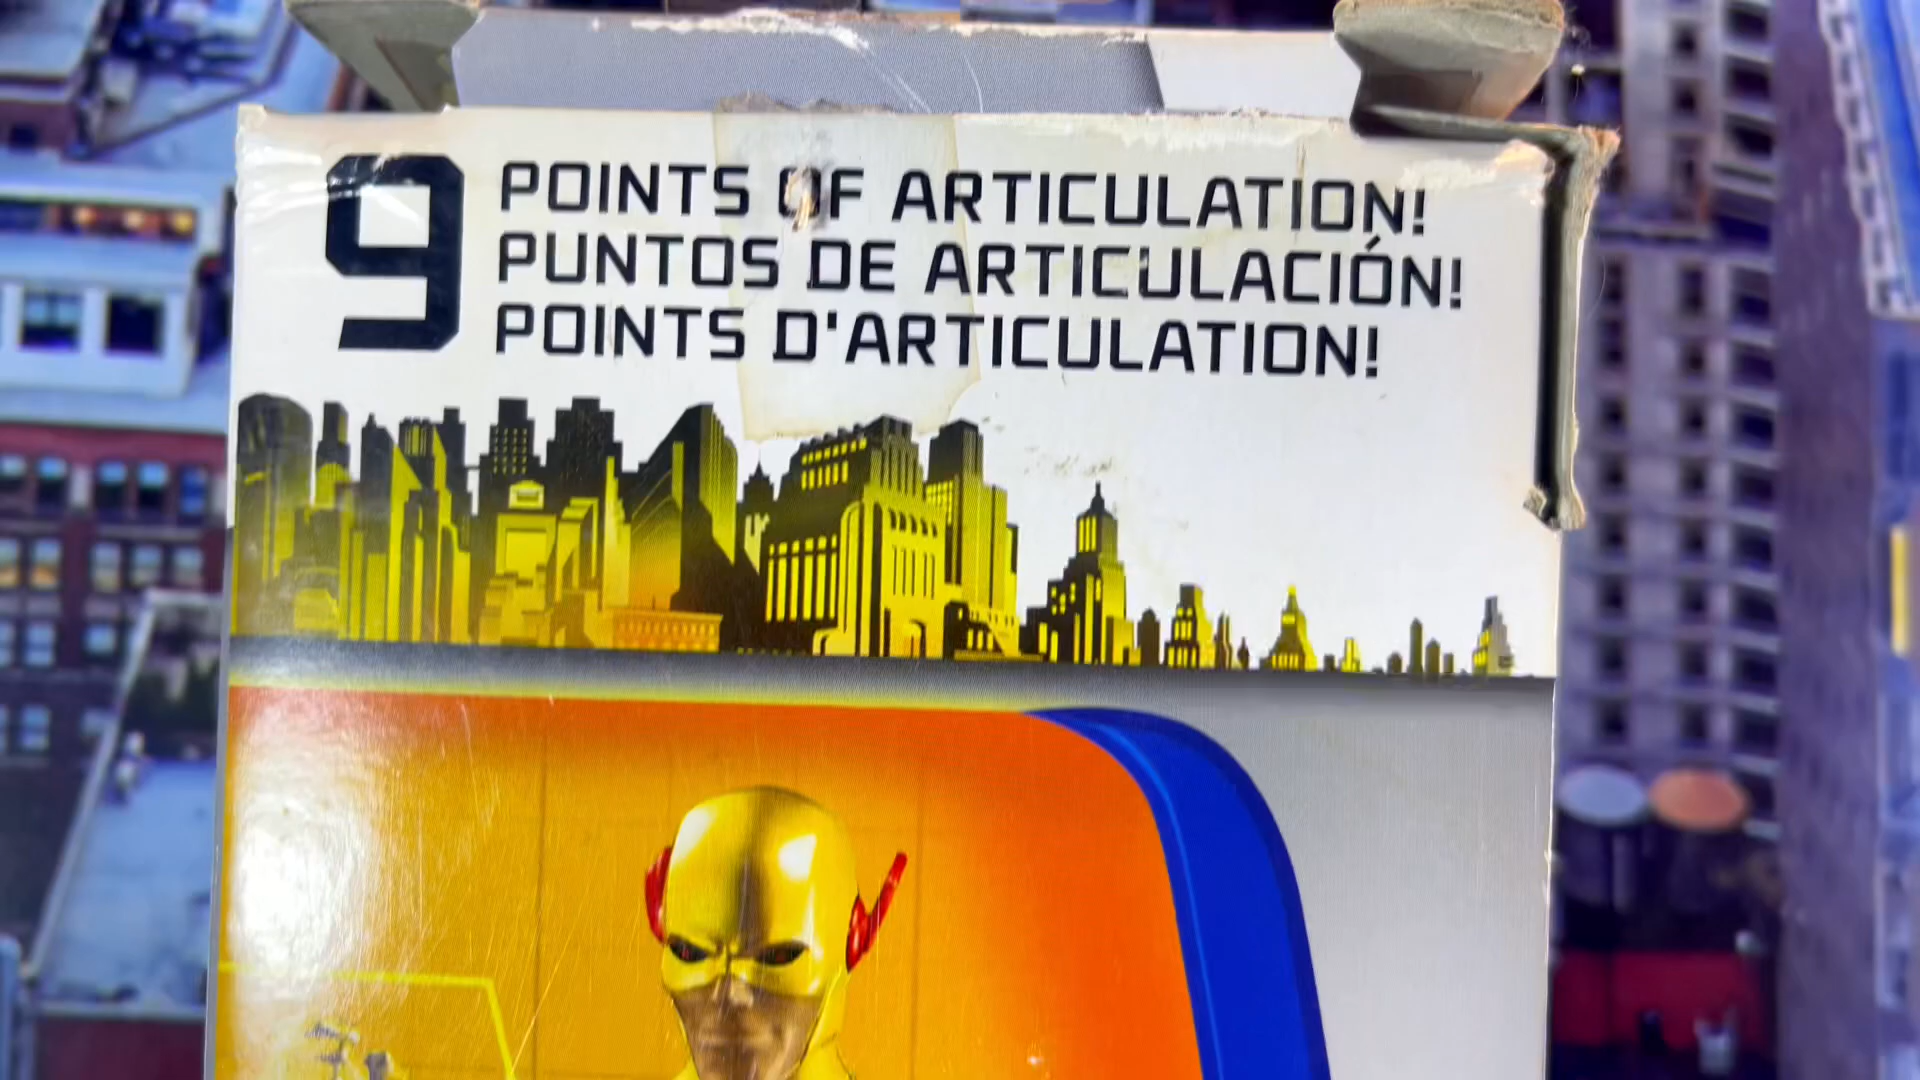 9 POINTS OF ARTICULATION!
PUNTOS DE ARTICULACIÓN!
POINTS D'ARTICULATION!